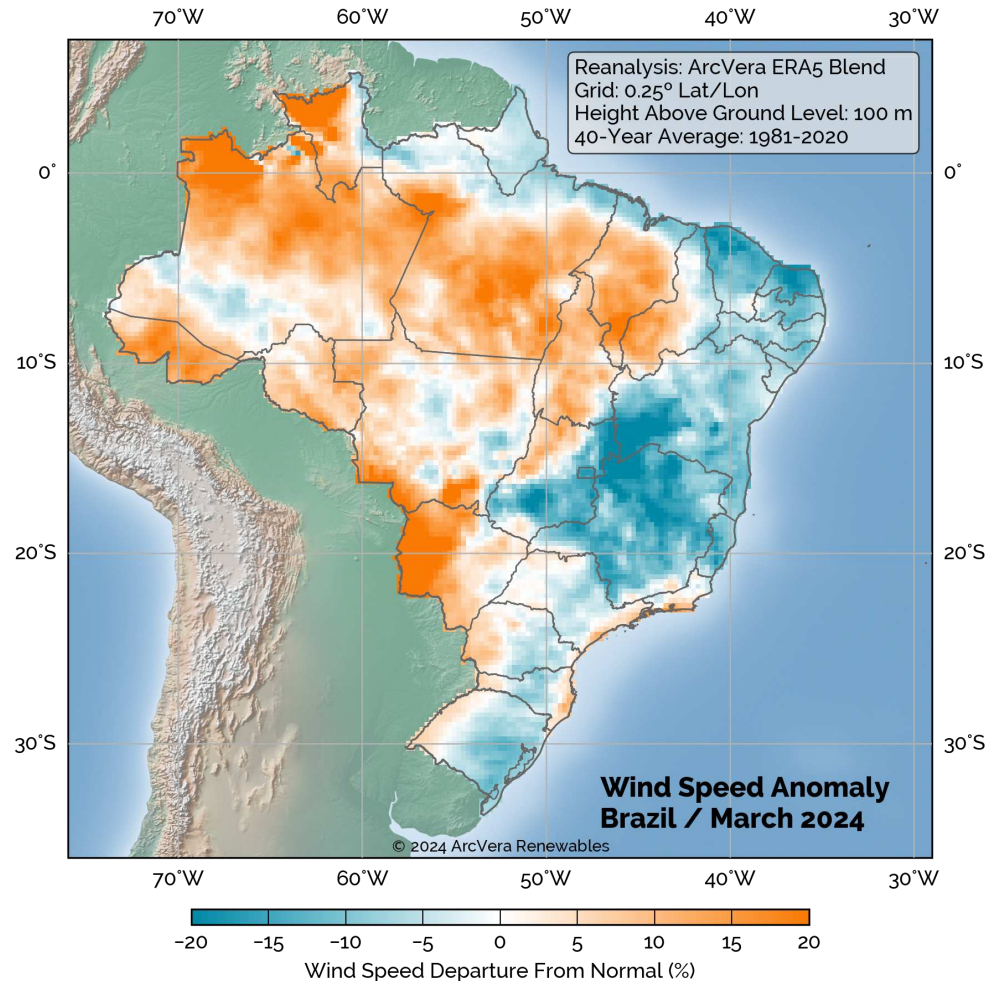 70°W 60°W 50°W 40°W 30°W
Reanalysis: ArcVera ERA5 Blend
Grid: 0.25º Lat/Lon
Height Above Ground Level: 100 m
40-Year Average: 1981-2020
0° 0°
10°S 10°S
20°S 20°S
30°S 30°S
Wind Speed Anomaly
Brazil / March 2024
© 2024 ArcVera Renewables
70°W 60°W 50°W 40°W 30°W
−20 −15 −10 −5 0 5 10 15 20
Wind Speed Departure From Normal (%)